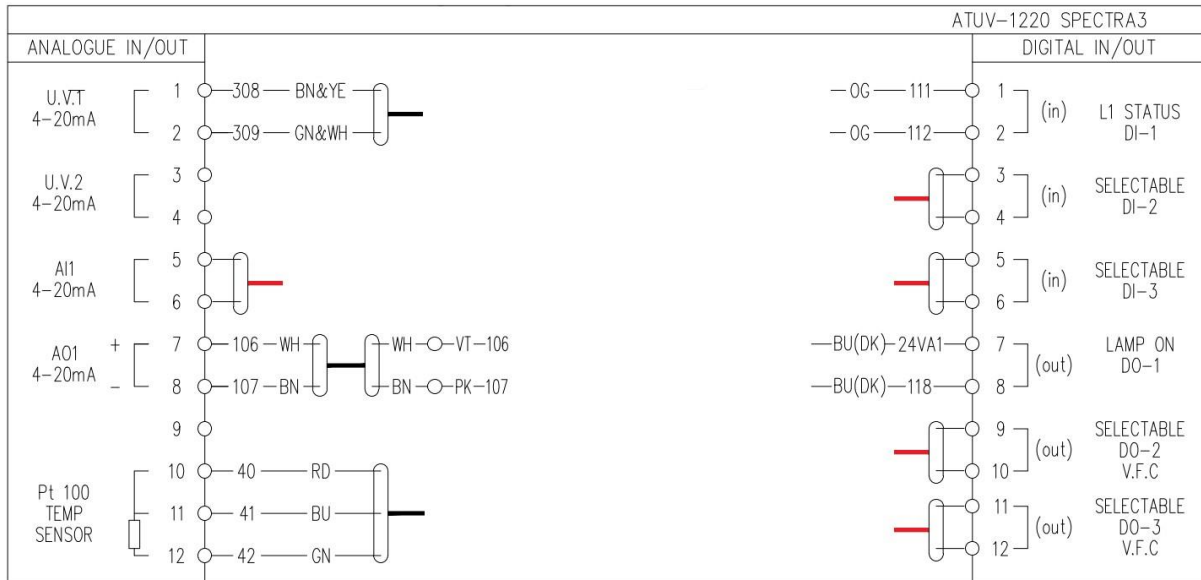 ATUV-1220 SPECTRA3
ANALOGUE IN/OUT
DIGITAL IN/OUT
U.V.1
4-20mA
1 308 BN&YE
2 309 GN&WH
U.V.2
4-20mA
3
4
AI1
4-20mA
5
6
AO1
4-20mA
+ 7 106 WH WH VT-106
- 8 107 BN BN PK-107
9
Pt 100
TEMP
SENSOR
10 40 RD
11 41 BU
12 42 GN
OG 111 1
OG 112 2
(in)
L1 STATUS
DI-1
3
4
(in)
SELECTABLE
DI-2
5
6
(in)
SELECTABLE
DI-3
BU(DK) 24VA1 7
BU(DK) 118 8
(out)
LAMP ON
DO-1
9
10
(out)
SELECTABLE
DO-2
V.F.C
11
12
(out)
SELECTABLE
DO-3
V.F.C